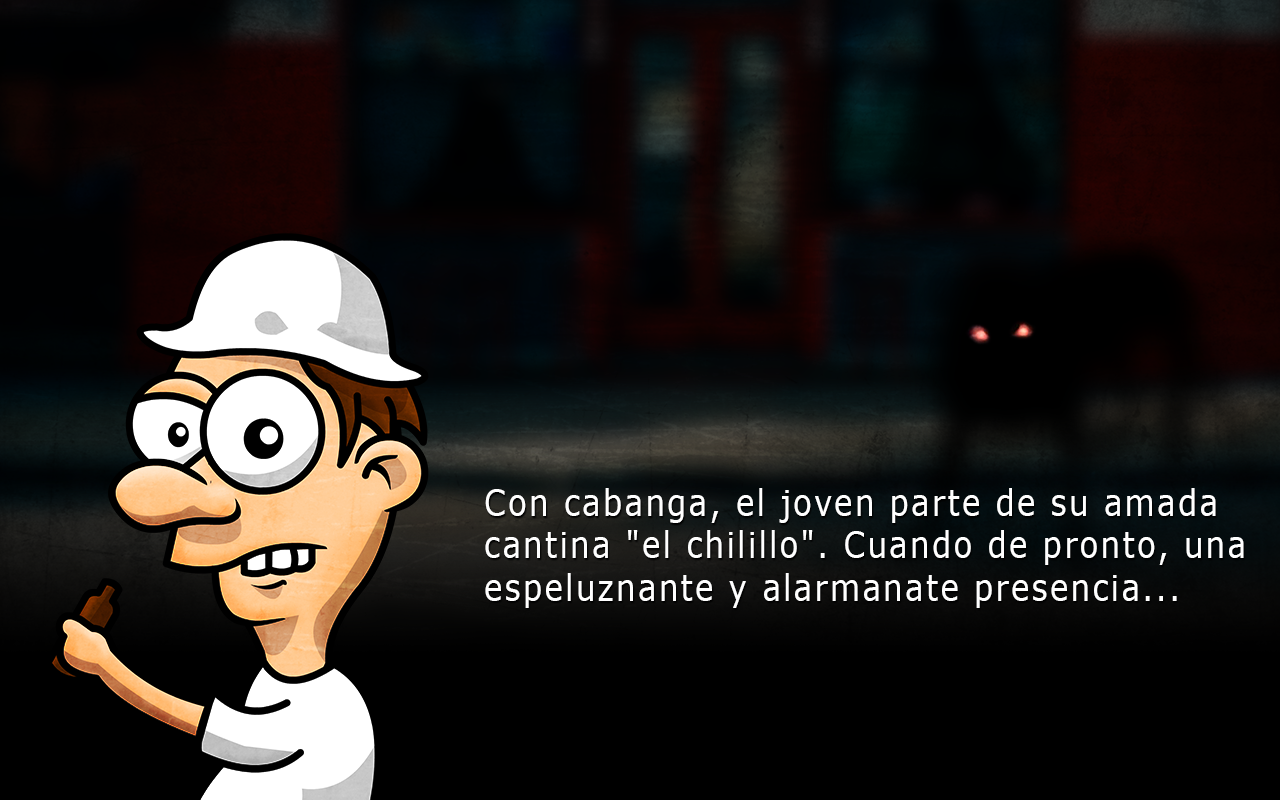 Con cabanga, el joven parte de su amada
cantina "el chilillo". Cuando de pronto, una
espeluznante y alarmanate presencia...